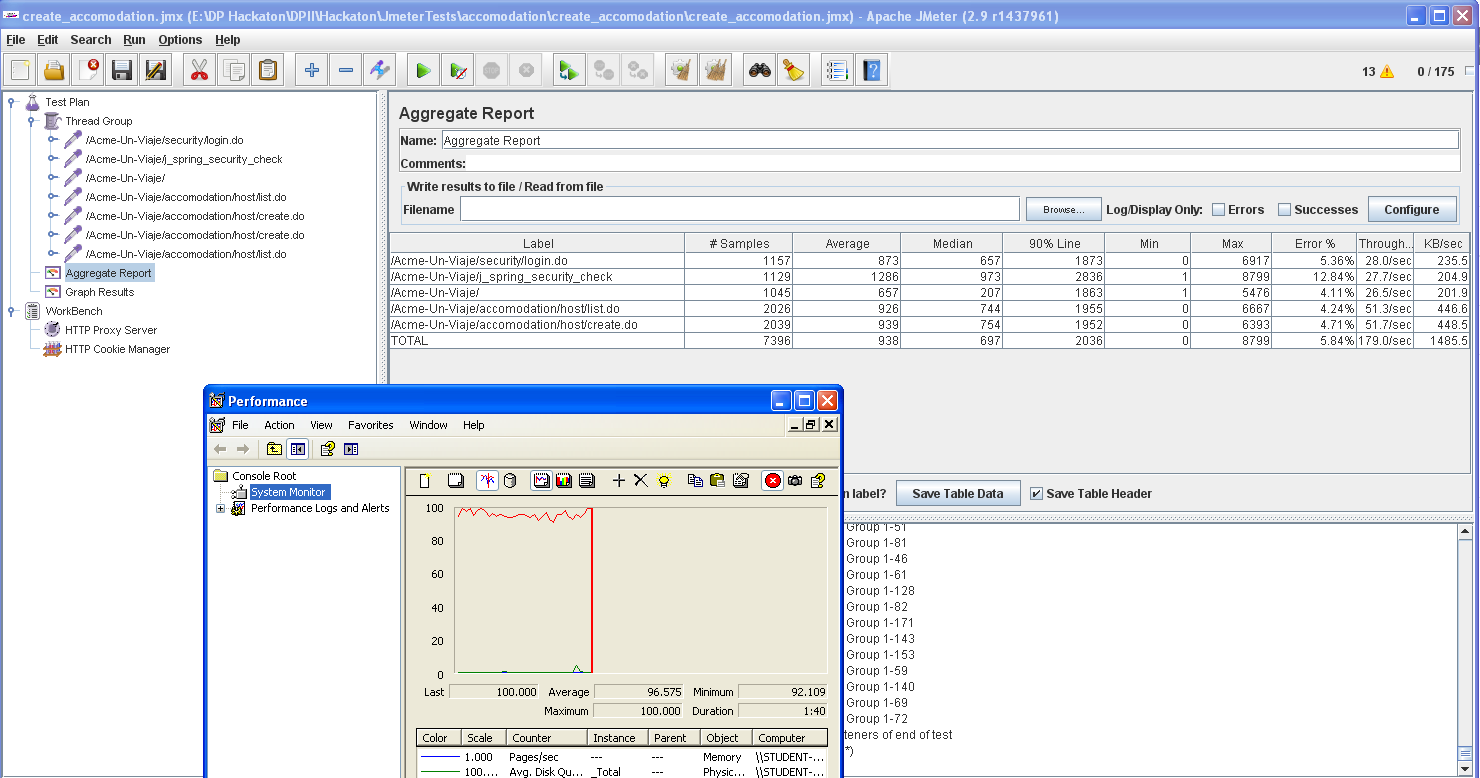 create_accomodation.jmx (E:\DP Hackaton\DPII\Hackaton\JmeterTests\accomodation\create_accomodation\create_accomodation.jmx) - Apache JMeter (2.9 r1437961)
File Edit Search Run Options Help
13 0 / 175
Test Plan
Thread Group
/Acme-Un-Viaje/security/login.do
/Acme-Un-Viaje/j_spring_security_check
/Acme-Un-Viaje/
/Acme-Un-Viaje/accomodation/host/list.do
/Acme-Un-Viaje/accomodation/host/create.do
/Acme-Un-Viaje/accomodation/host/create.do
/Acme-Un-Viaje/accomodation/host/list.do
Aggregate Report
Graph Results
WorkBench
HTTP Proxy Server
HTTP Cookie Manager
Aggregate Report
Name: Aggregate Report
Comments:
Write results to file / Read from file
Filename Browse... Log/Display Only: Errors Successes Configure
Label # Samples Average Median 90% Line Min Max Error % Through... KB/sec
/Acme-Un-Viaje/security/login.do 1157 873 657 1873 0 6917 5.36% 28.0/sec 235.5
/Acme-Un-Viaje/j_spring_security_check 1129 1286 973 2836 1 8799 12.84% 27.7/sec 204.9
/Acme-Un-Viaje/ 1045 657 207 1863 1 5476 4.11% 26.5/sec 201.9
/Acme-Un-Viaje/accomodation/host/list.do 2026 926 744 1955 0 6667 4.24% 51.3/sec 446.6
/Acme-Un-Viaje/accomodation/host/create.do 2039 939 754 1952 0 6393 4.71% 51.7/sec 448.5
TOTAL 7396 938 697 2036 0 8799 5.84% 179.0/sec 1485.5
n label? Save Table Data Save Table Header
Group 1-51
Group 1-81
Group 1-46
Group 1-61
Group 1-128
Group 1-82
Group 1-171
Group 1-143
Group 1-153
Group 1-59
Group 1-140
Group 1-69
Group 1-72
teners of end of test
*)
Performance
File Action View Favorites Window Help
Console Root
System Monitor
Performance Logs and Alerts
100
80
60
40
20
0
Last 100.000 Average 96.575 Minimum 92.109
Maximum 100.000 Duration 1:40
Color Scale Counter Instance Parent Object Computer
1.000 Pages/sec --- --- Memory \\STUDENT-...
100.... Avg. Disk Qu... _Total --- Physic... \\STUDENT-...